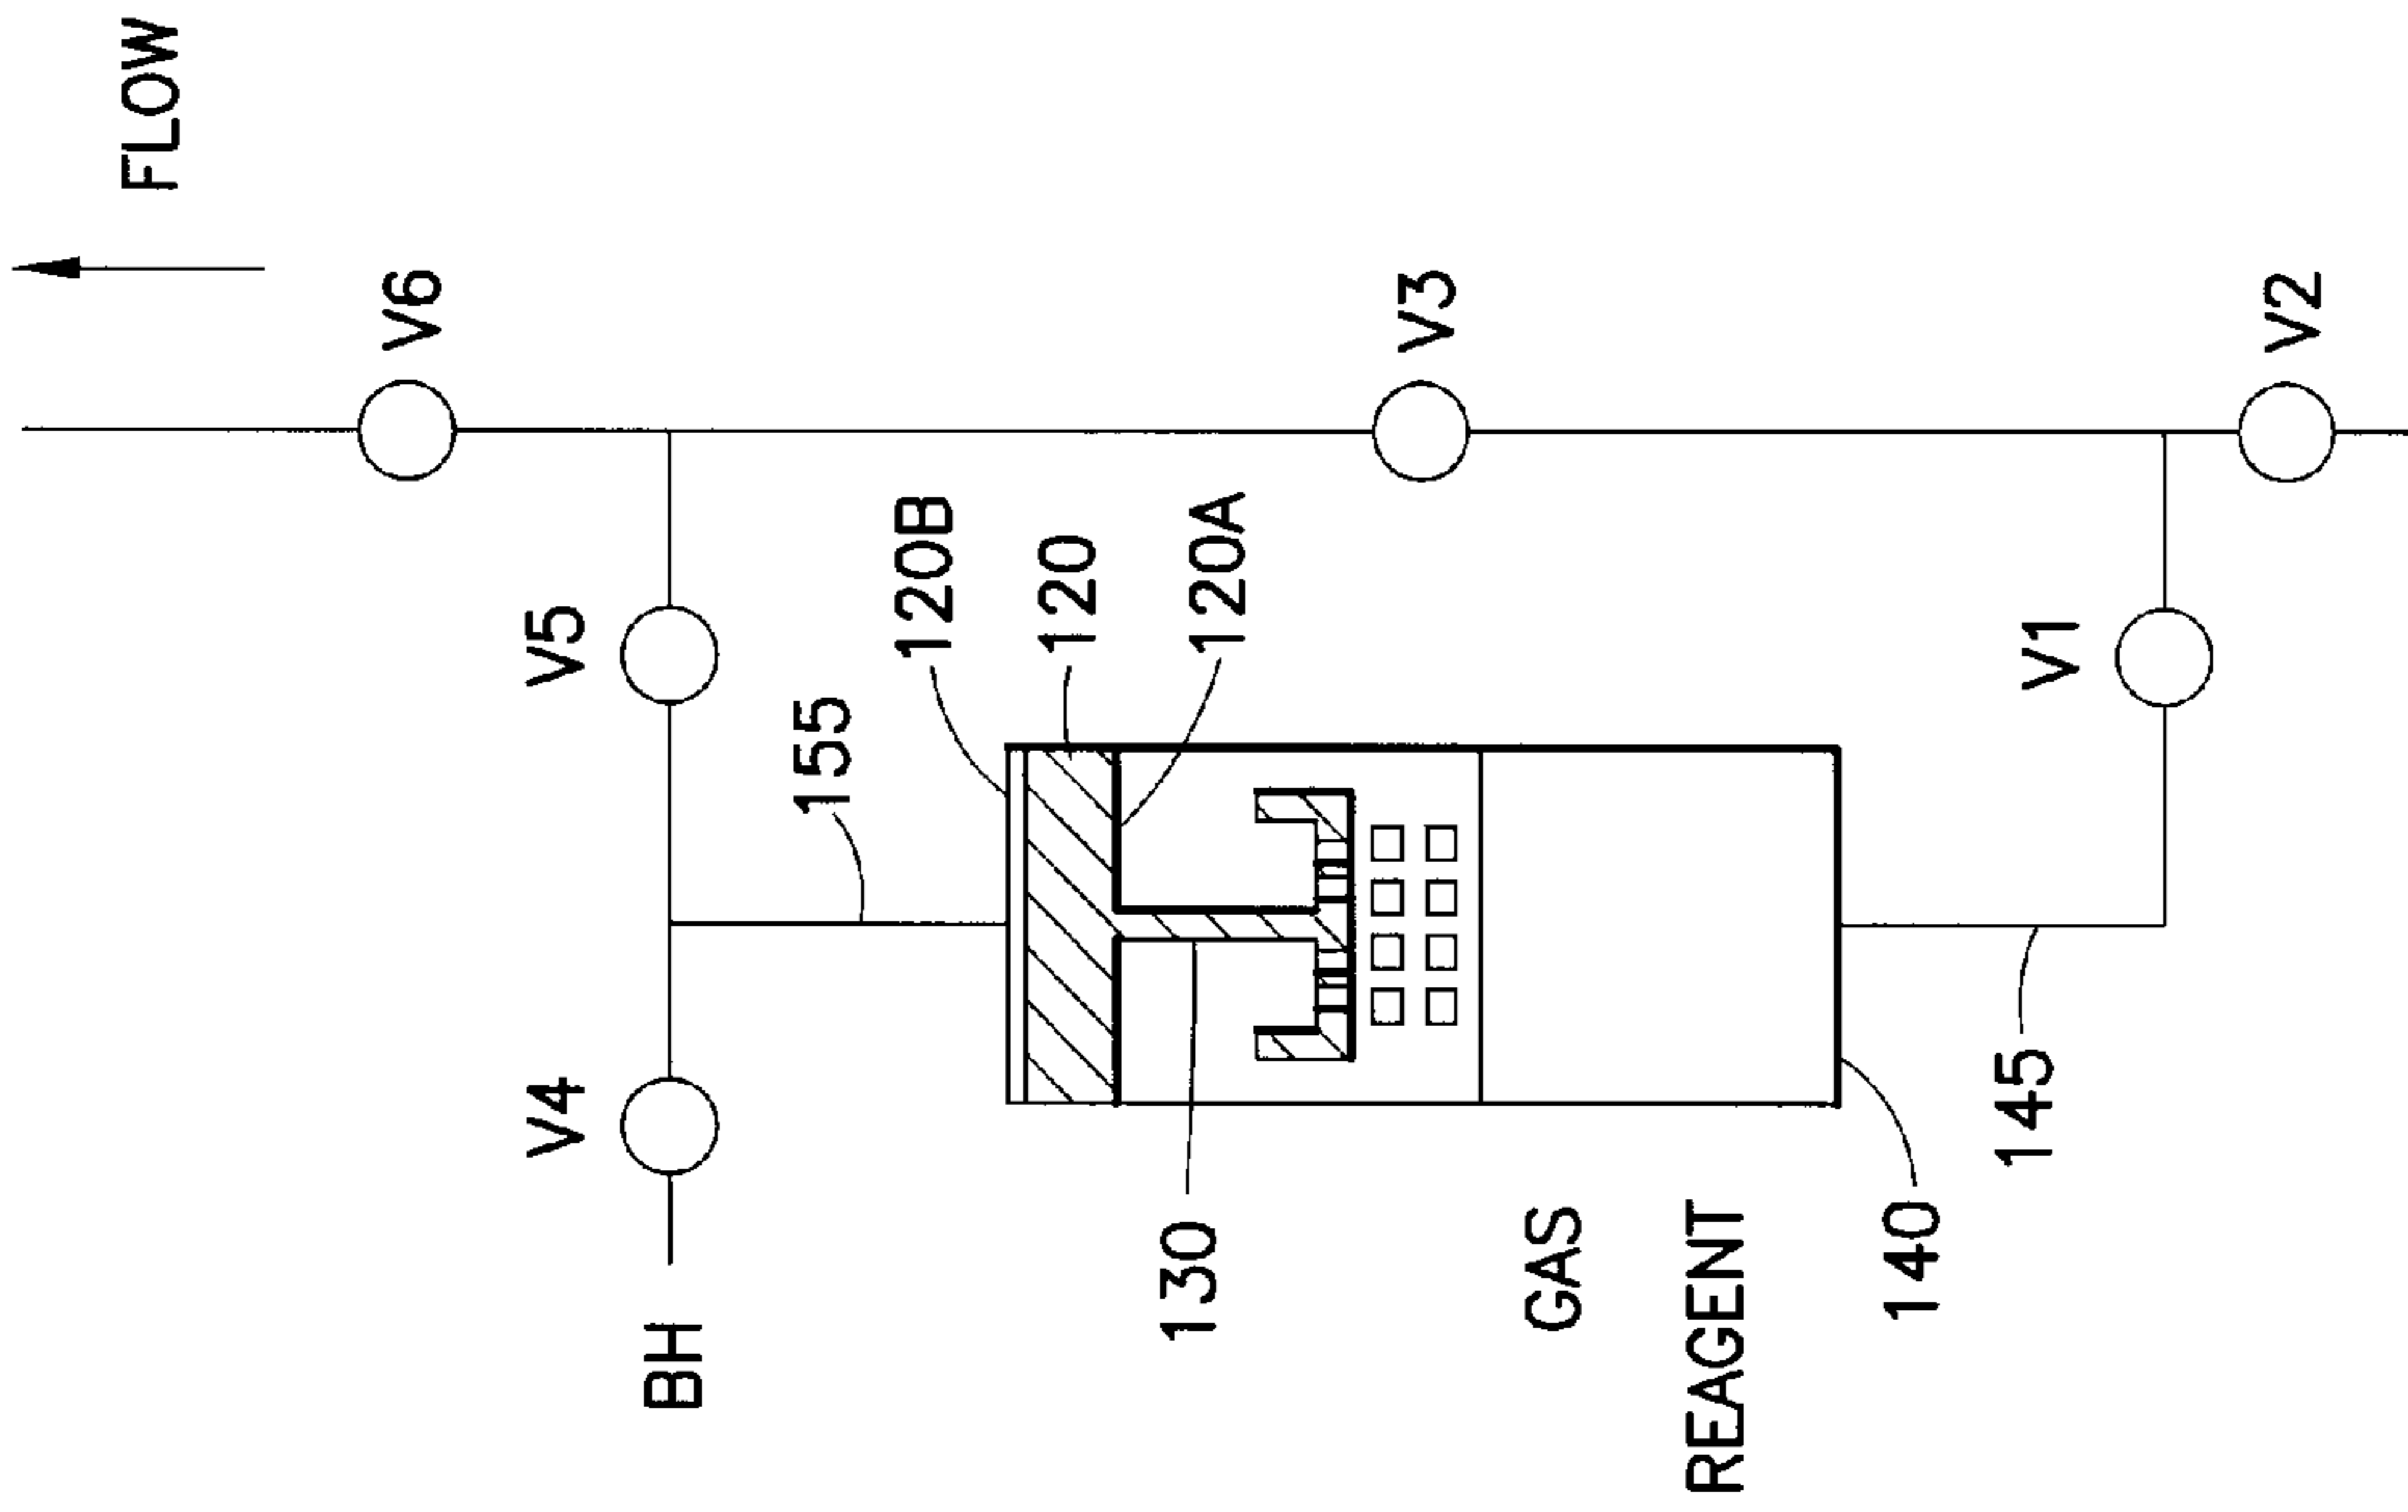 FLOW
V6
V3
V2
V5
V1
120B
120
120A
155
V4
BH
130
GAS
REAGENT
140
145